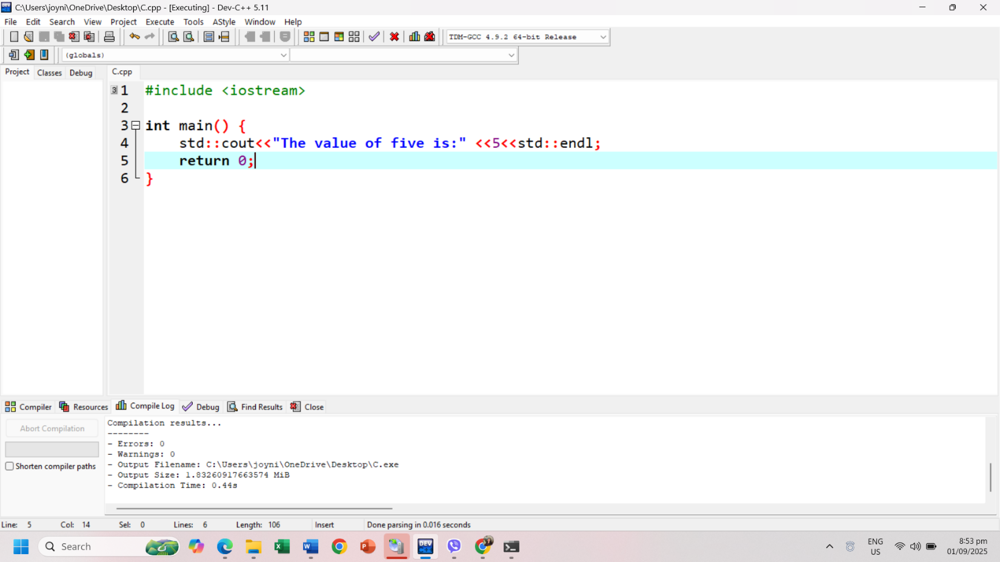 C:\Users\joyni\OneDrive\Desktop\C.cpp - [Executing] - Dev-C++ 5.11
File Edit Search View Project Execute Tools AStyle Window Help
TDM-GCC 4.9.2 64-bit Release
(globals)
Project Classes Debug C.cpp
1 #include <iostream>
2
3 int main() {
4 std::cout<<"The value of five is:" <<5<<std::endl;
5 return 0;
6 }
Compiler Resources Compile Log Debug Find Results Close
Abort Compilation
Shorten compiler paths
Compilation results...
--------
- Errors: 0
- Warnings: 0
- Output Filename: C:\Users\joyni\OneDrive\Desktop\C.exe
- Output Size: 1.83260917663574 MiB
- Compilation Time: 0.44s
Line: 5 Col: 14 Sel: 0 Lines: 6 Length: 106 Insert Done parsing in 0.016 seconds
Search
DEV
ENG
US
8:53 pm
01/09/2025